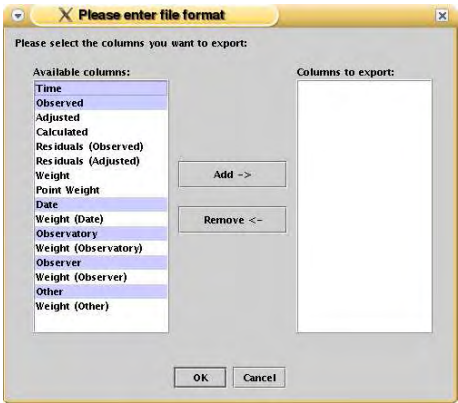 Please enter file format
Please select the columns you want to export:
Available columns:
Time
Observed
Adjusted
Calculated
Residuals (Observed)
Residuals (Adjusted)
Weight
Point Weight
Date
Weight (Date)
Observatory
Weight (Observatory)
Observer
Weight (Observer)
Other
Weight (Other)
Add ->
Remove <-
Columns to export:
OK
Cancel